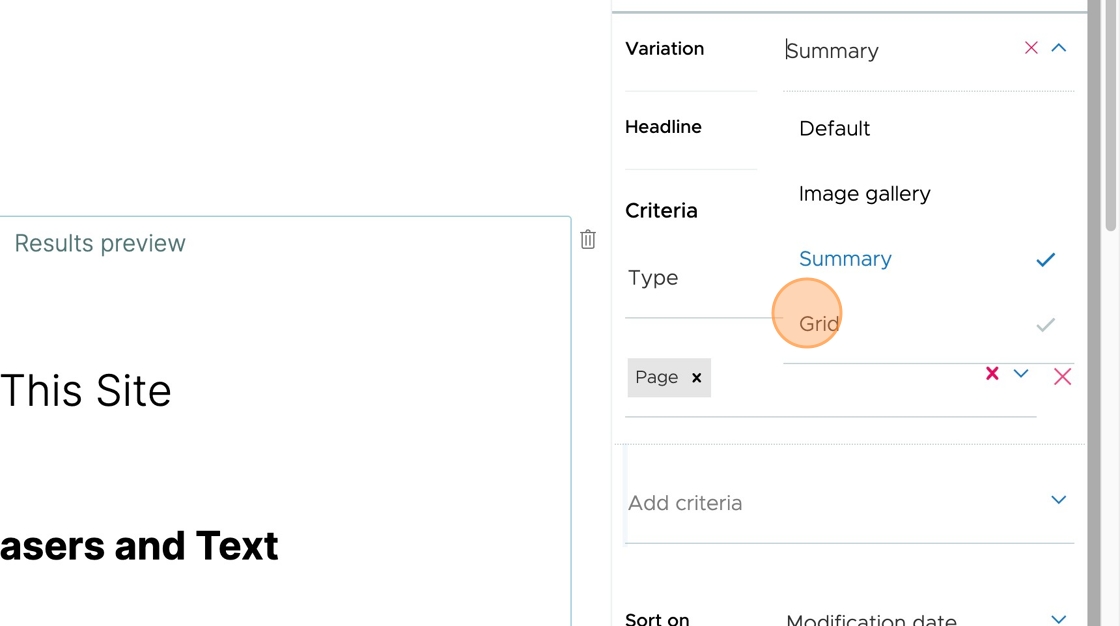 Variation
Summary
Headline
Default
Image gallery
Criteria
Summary
Type
Grid
Page x
Add criteria
Sort on
Modification date
Results preview
This Site
asers and Text